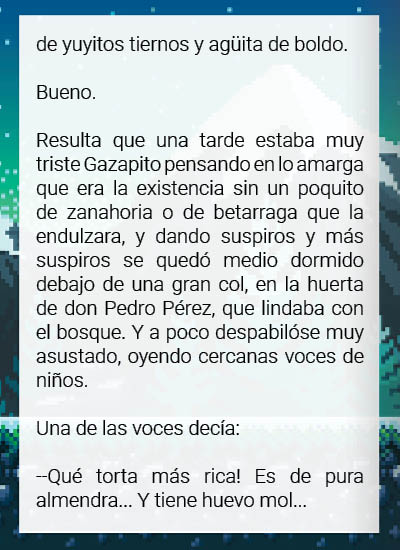 de yuyitos tiernos y agüita de boldo.
Bueno.
Resulta que una tarde estaba muy
triste Gazapito pensando en lo amarga
que era la existencia sin un poquito
de zanahoria o de betarraga que la
endulzara, y dando suspiros y más
suspiros se quedó medio dormido
debajo de una gran col, en la huerta
de don Pedro Pérez, que lindaba con
el bosque. Y a poco despabilóse muy
asustado, oyendo cercanas voces de
niños.
Una de las voces decía:
--Qué torta más rica! Es de pura
almendra... Y tiene huevo mol...